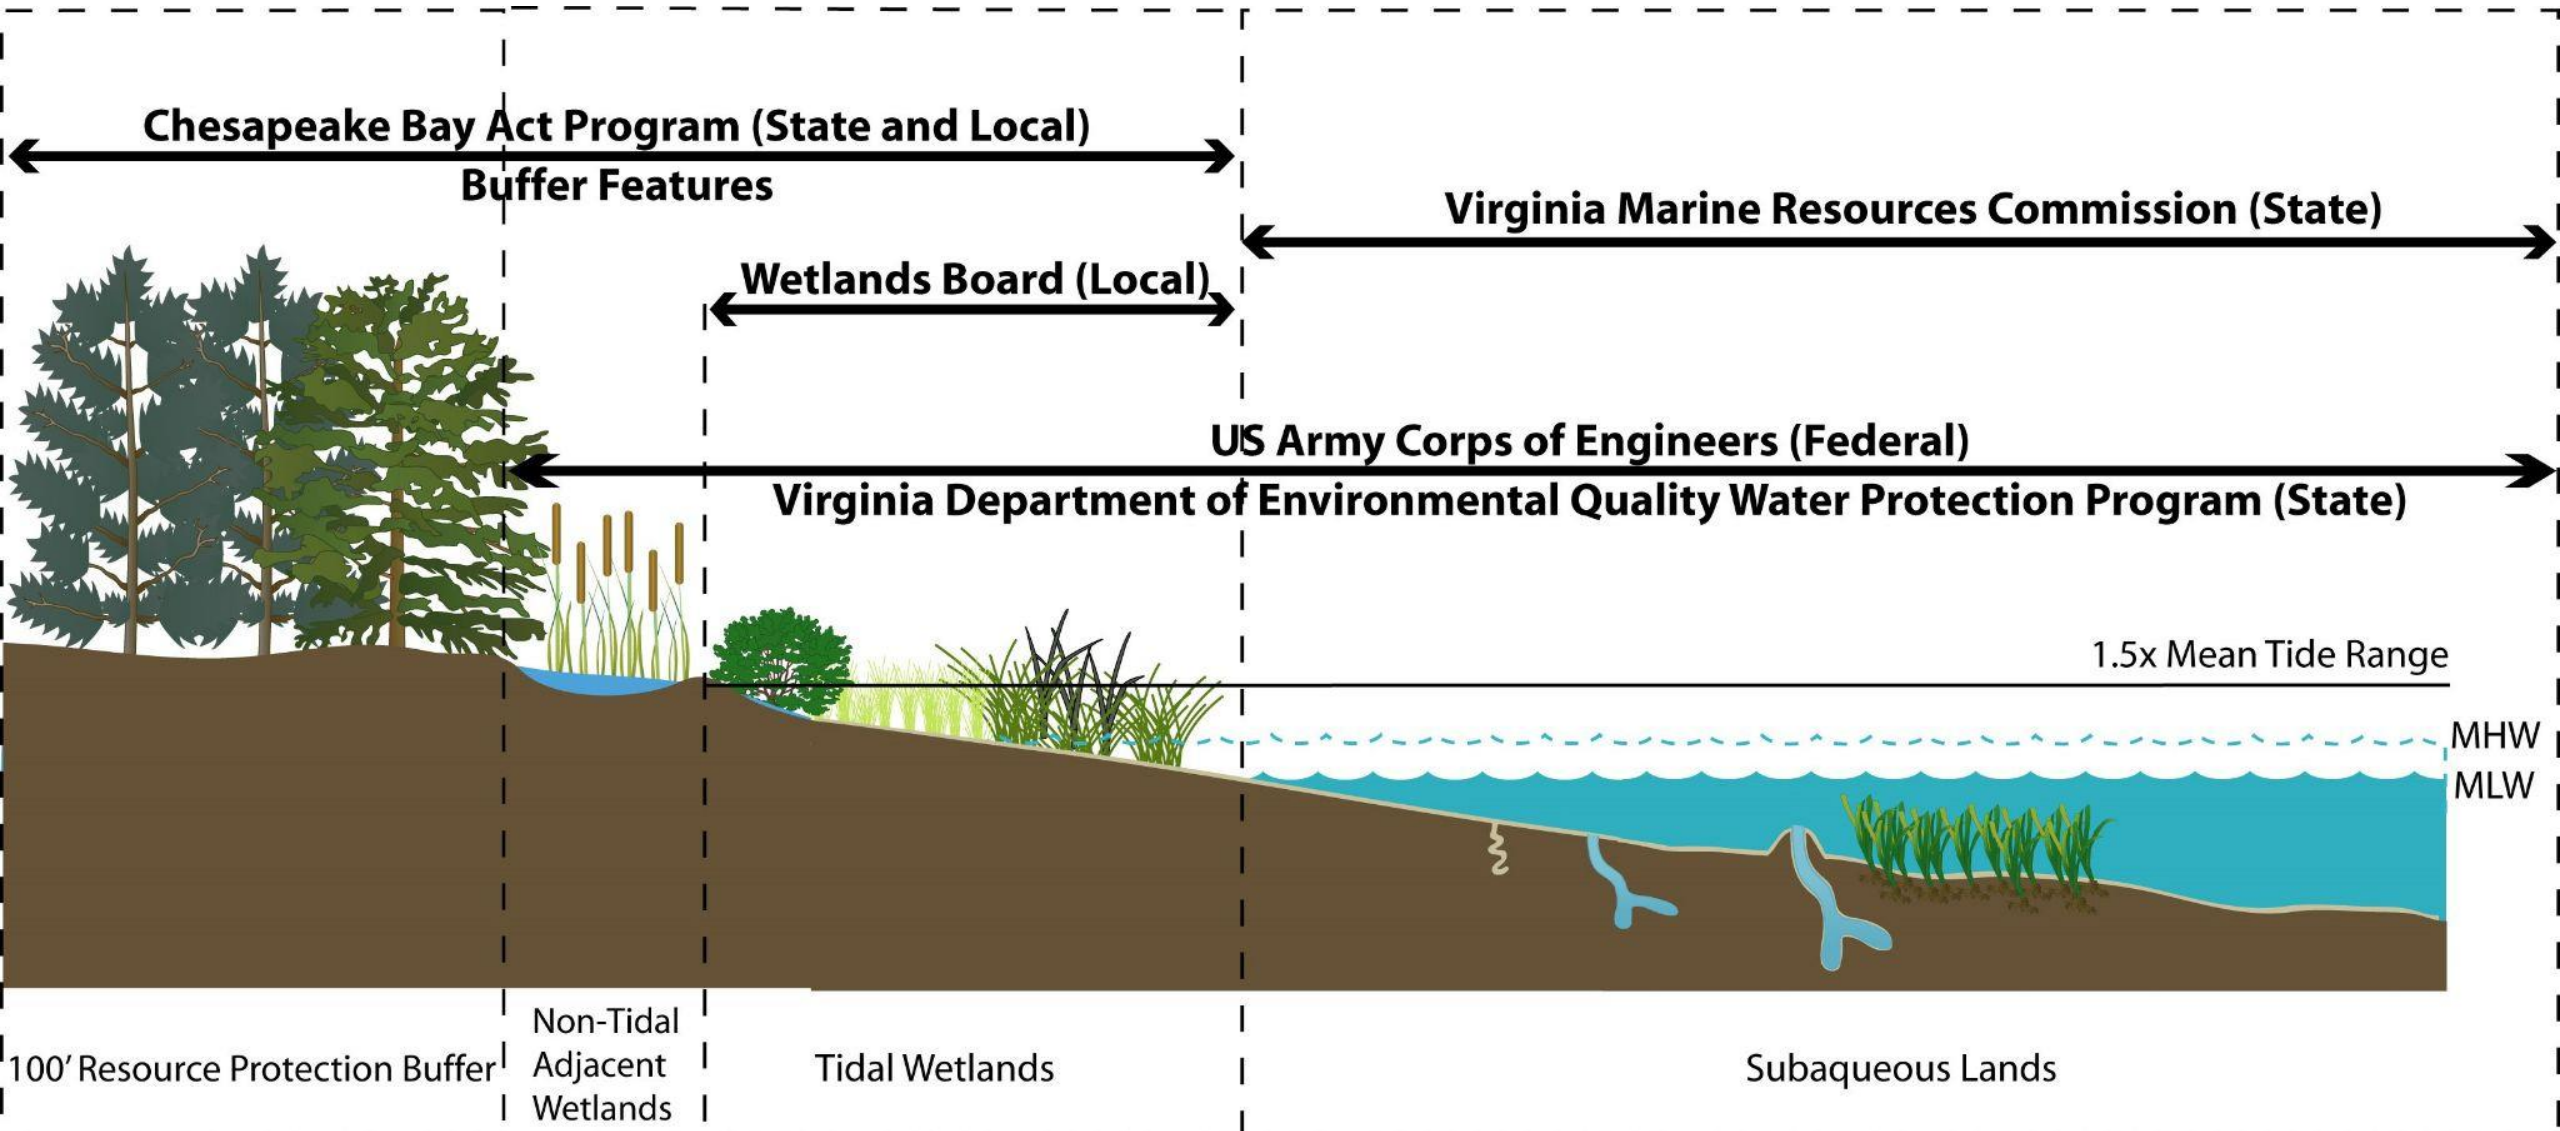 Chesapeake Bay Act Program (State and Local)
Buffer Features
Virginia Marine Resources Commission (State)
Wetlands Board (Local)
US Army Corps of Engineers (Federal)
Virginia Department of Environmental Quality Water Protection Program (State)
1.5x Mean Tide Range
MHW
MLW
100’ Resource Protection Buffer
Non-Tidal
Adjacent
Wetlands
Tidal Wetlands
Subaqueous Lands